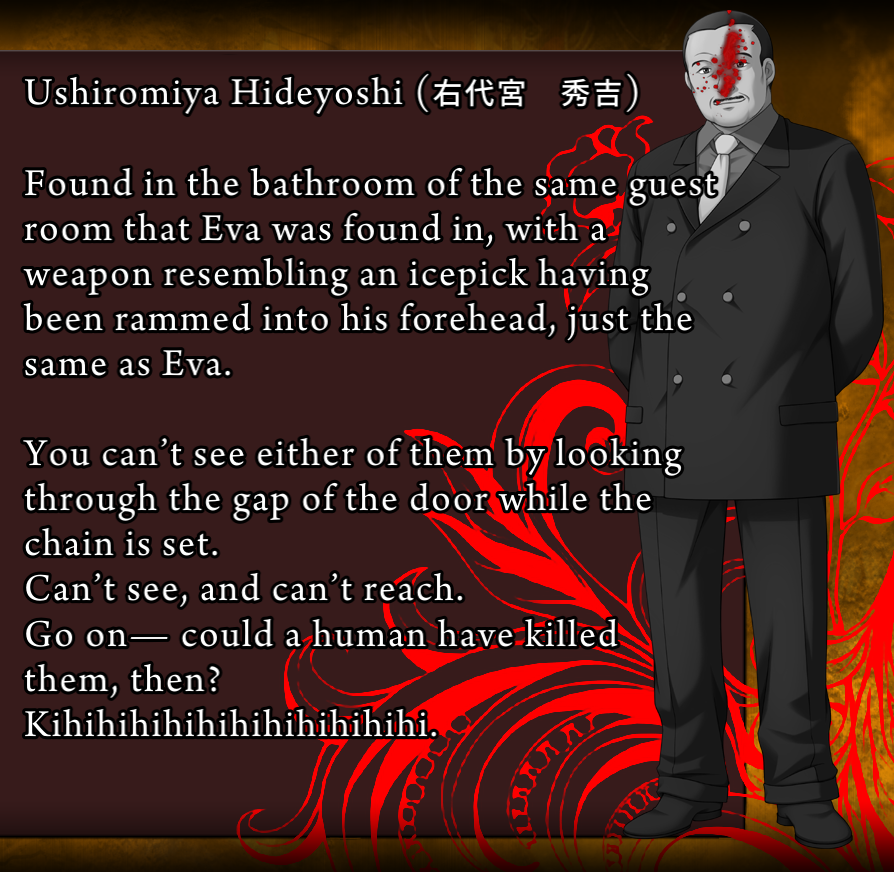 Ushiromiya Hideyoshi (右代宮　秀吉)
Found in the bathroom of the same guest
room that Eva was found in, with a
weapon resembling an icepick having
been rammed into his forehead, just the
same as Eva.
You can't see either of them by looking
through the gap of the door while the
chain is set.
Can't see, and can't reach.
Go on— could a human have killed
them, then?
Kihihihihihihihihihihihi.